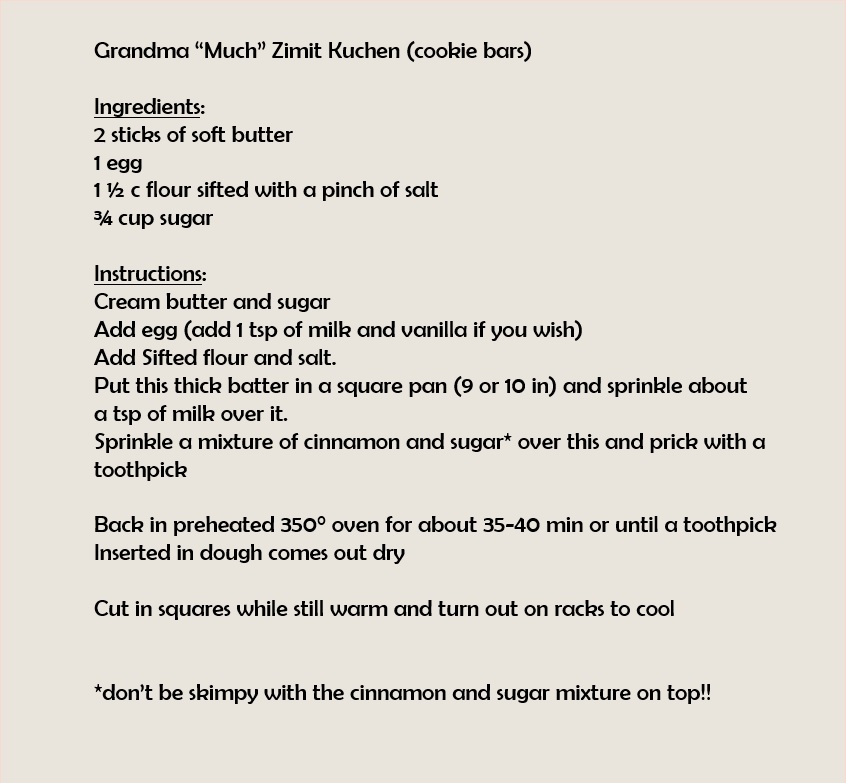 Grandma “Much” Zimit Kuchen (cookie bars)
Ingredients:
2 sticks of soft butter
1 egg
1 ½ c flour sifted with a pinch of salt
¾ cup sugar
Instructions:
Cream butter and sugar
Add egg (add 1 tsp of milk and vanilla if you wish)
Add Sifted flour and salt.
Put this thick batter in a square pan (9 or 10 in) and sprinkle about
a tsp of milk over it.
Sprinkle a mixture of cinnamon and sugar* over this and prick with a
toothpick
Back in preheated 350° oven for about 35-40 min or until a toothpick
Inserted in dough comes out dry
Cut in squares while still warm and turn out on racks to cool
*don’t be skimpy with the cinnamon and sugar mixture on top!!